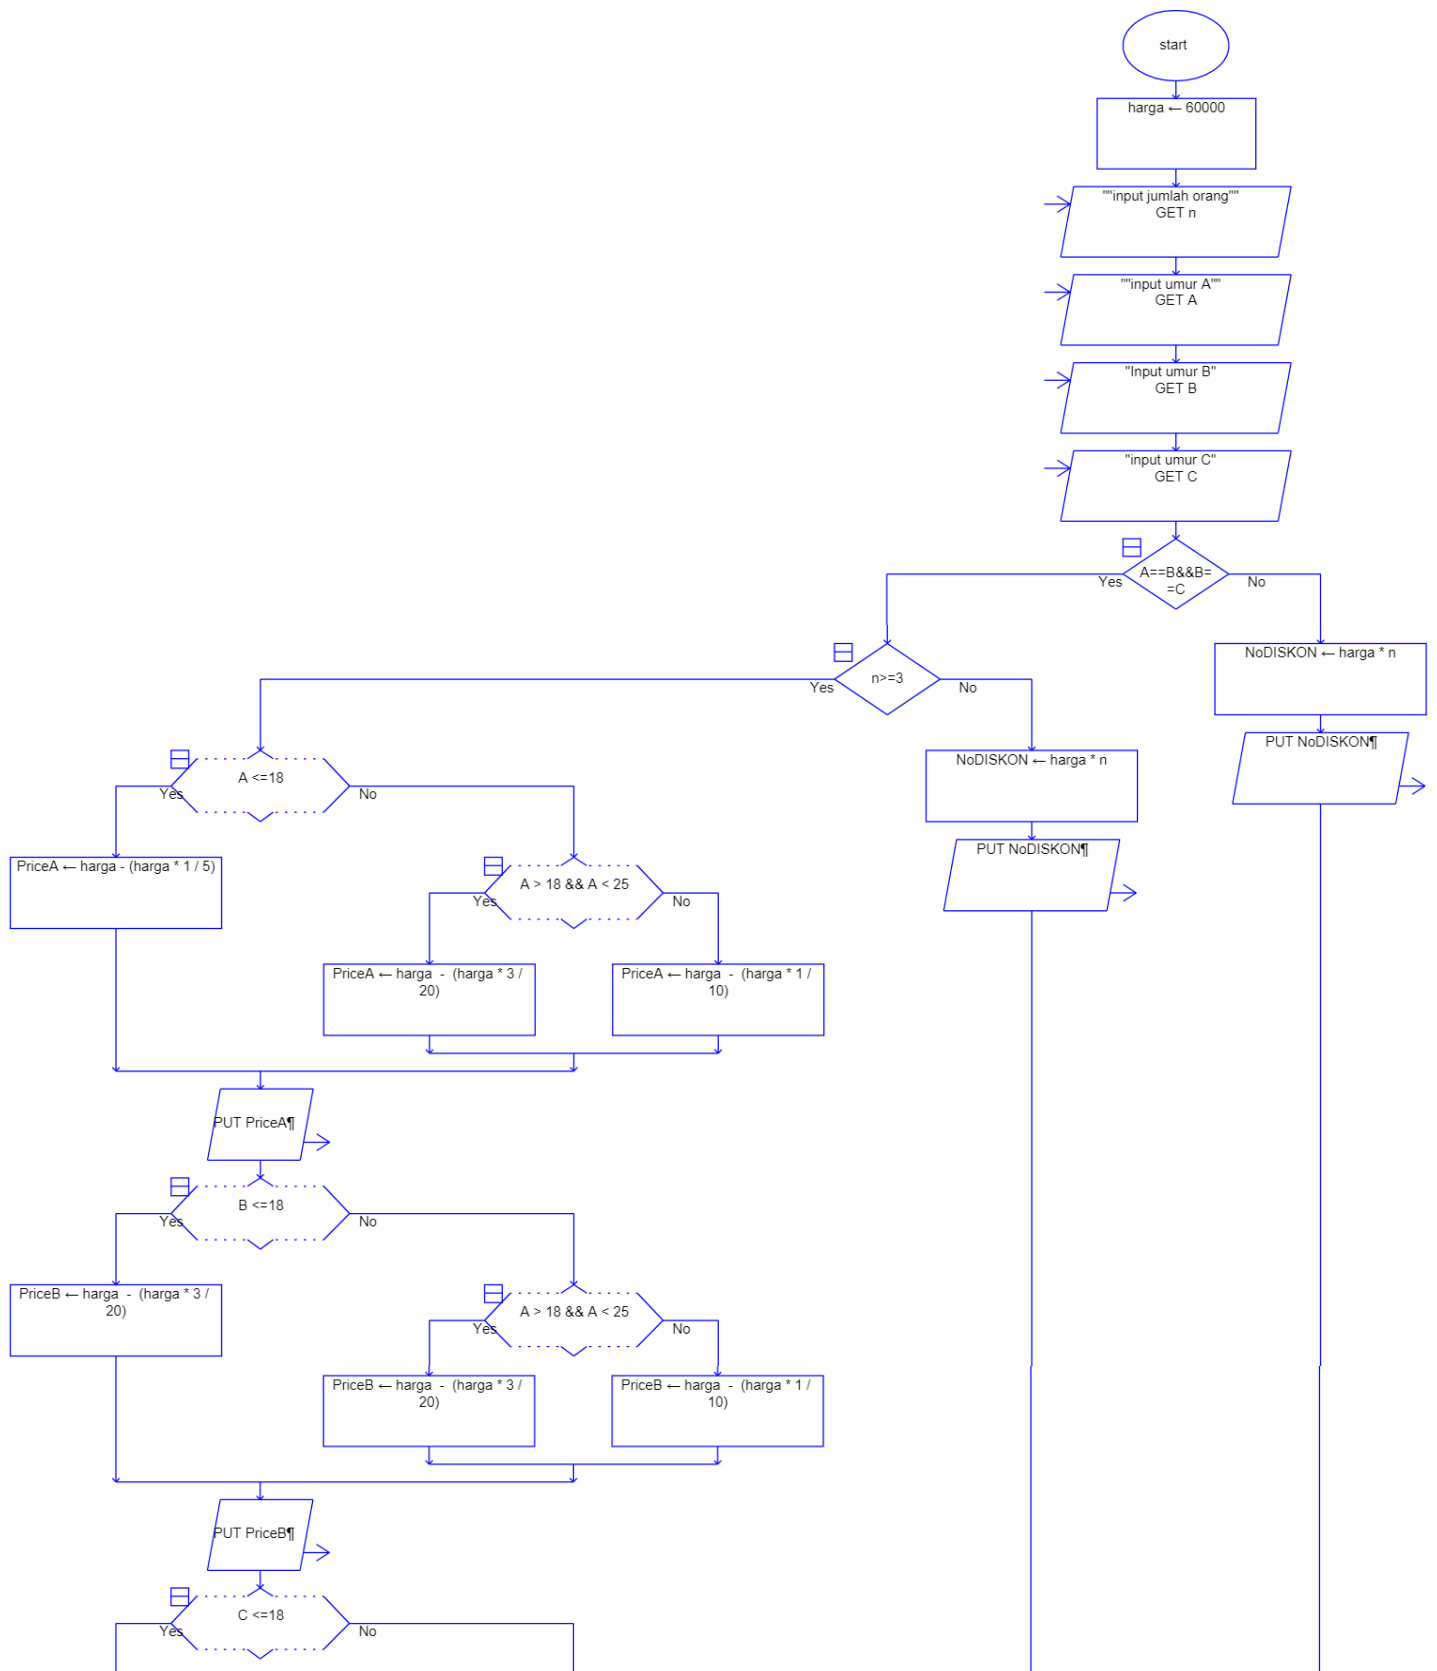 start
harga ← 60000
""input jumlah orang""
GET n
""input umur A""
GET A
"Input umur B"
GET B
"input umur C"
GET C
A==B&&B=
=C
Yes
No
NoDISKON ← harga * n
PUT NoDISKON¶
n>=3
Yes
No
NoDISKON ← harga * n
PUT NoDISKON¶
A <=18
Yes
No
PriceA ← harga - (harga * 1 / 5)
A > 18 && A < 25
Yes
No
PriceA ← harga - (harga * 3 /
20)
PriceA ← harga - (harga * 1 /
10)
PUT PriceA¶
B <=18
Yes
No
PriceB ← harga - (harga * 3 /
20)
A > 18 && A < 25
Yes
No
PriceB ← harga - (harga * 3 /
20)
PriceB ← harga - (harga * 1 /
10)
PUT PriceB¶
C <=18
Yes
No